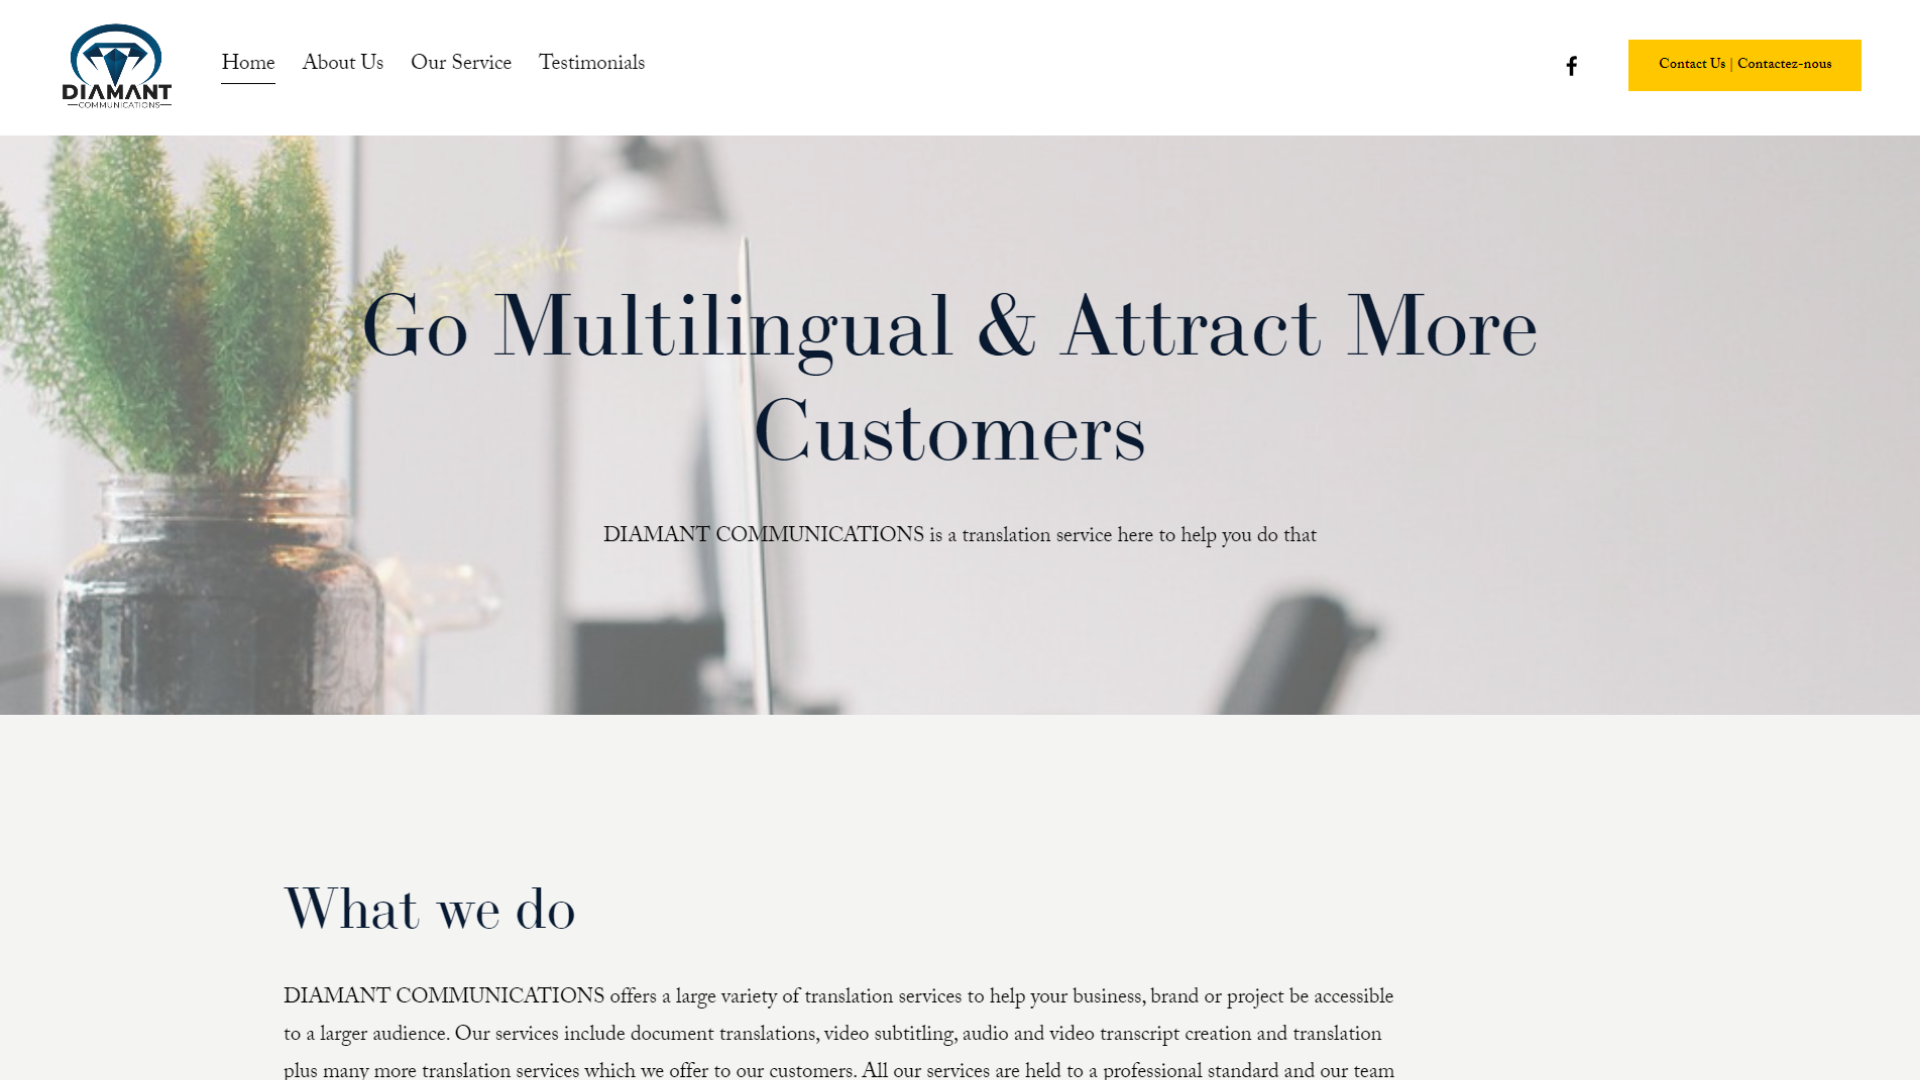 DIAMANT
COMMUNICATIONS
Home About Us Our Service Testimonials
Contact Us | Contactez-nous
Go Multilingual & Attract More
Customers
DIAMANT COMMUNICATIONS is a translation service here to help you do that
What we do
DIAMANT COMMUNICATIONS offers a large variety of translation services to help your business, brand or project be accessible
to a larger audience. Our services include document translations, video subtitling, audio and video transcript creation and translation
plus many more translation services which we offer to our customers. All our services are held to a professional standard and our team